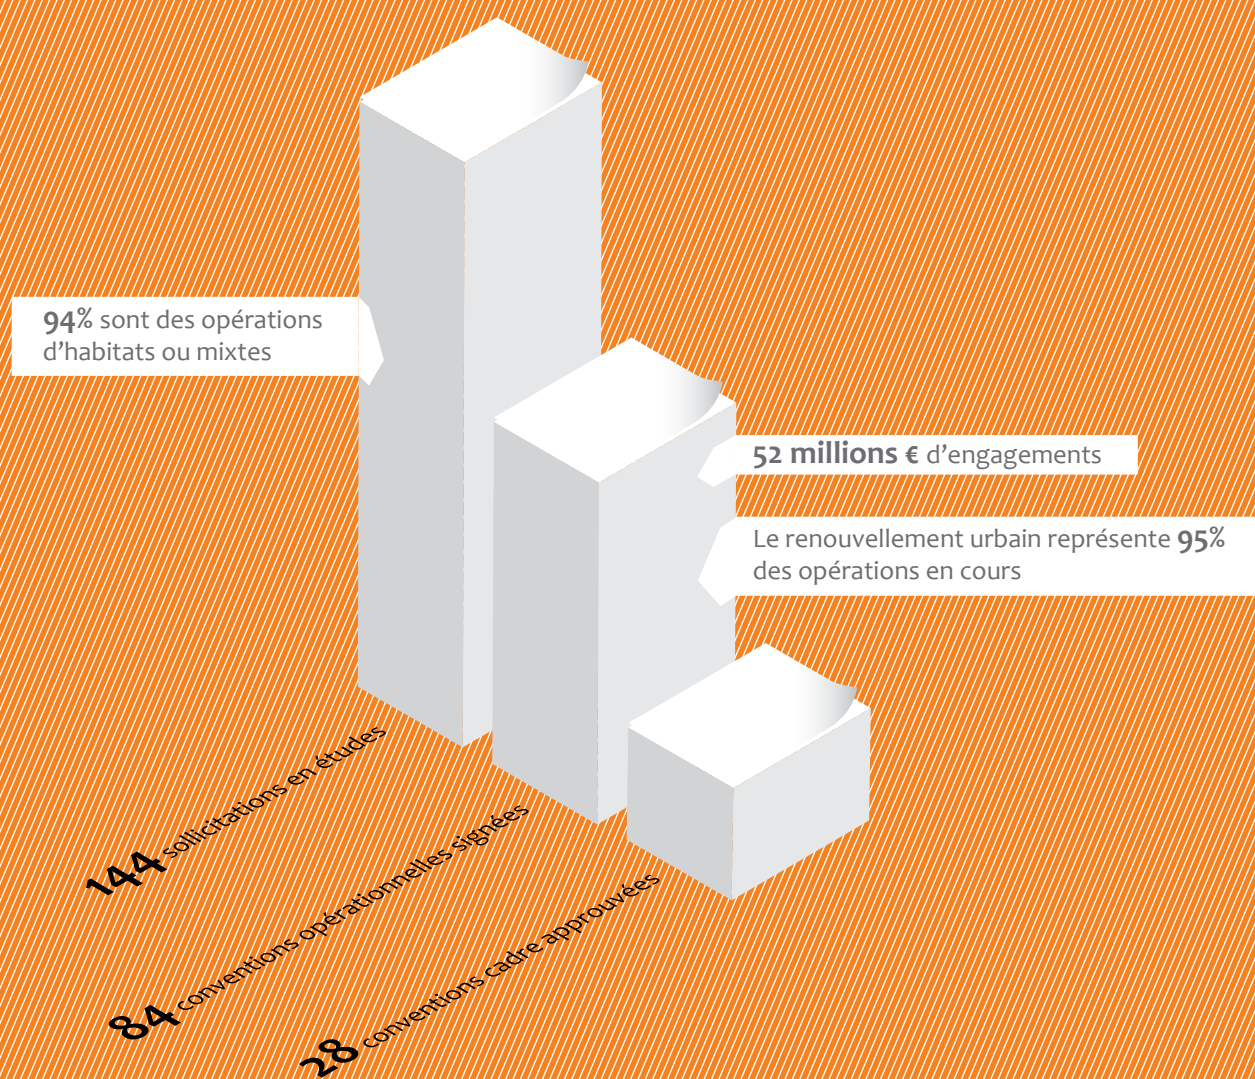 94% sont des opérations
d’habitats ou mixtes
52 millions € d’engagements
Le renouvellement urbain représente 95%
des opérations en cours
144 sollicitations en études
84 conventions opérationnelles signées
28 conventions cadre approuvées